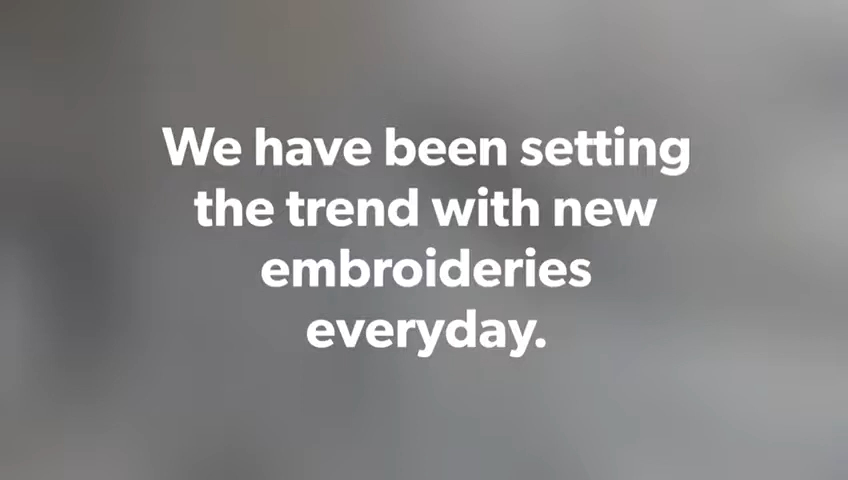 We have been setting
the trend with new
embroideries
everyday.